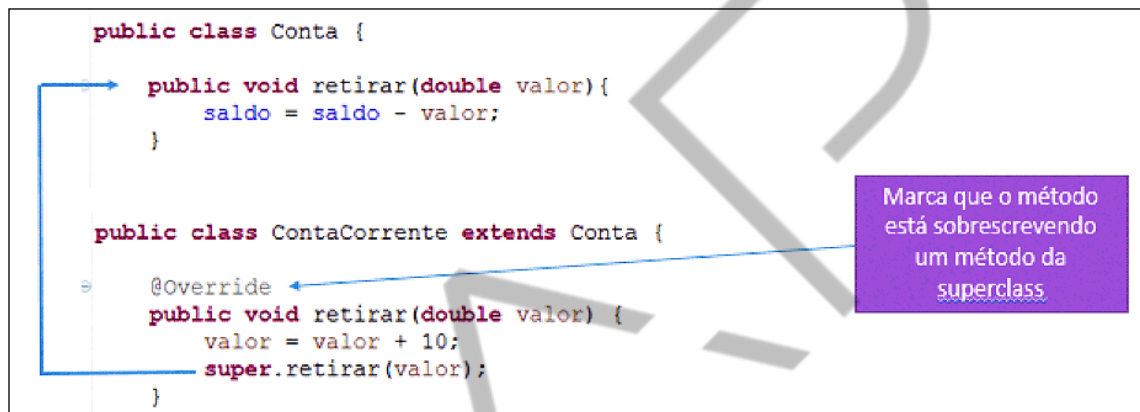 public class Conta {
public void retirar(double valor){
saldo = saldo - valor;
}
public class ContaCorrente extends Conta {
@Override
public void retirar(double valor) {
valor = valor + 10;
super.retirar(valor);
}
Marca que o método
está sobrescrevendo
um método da
superclass